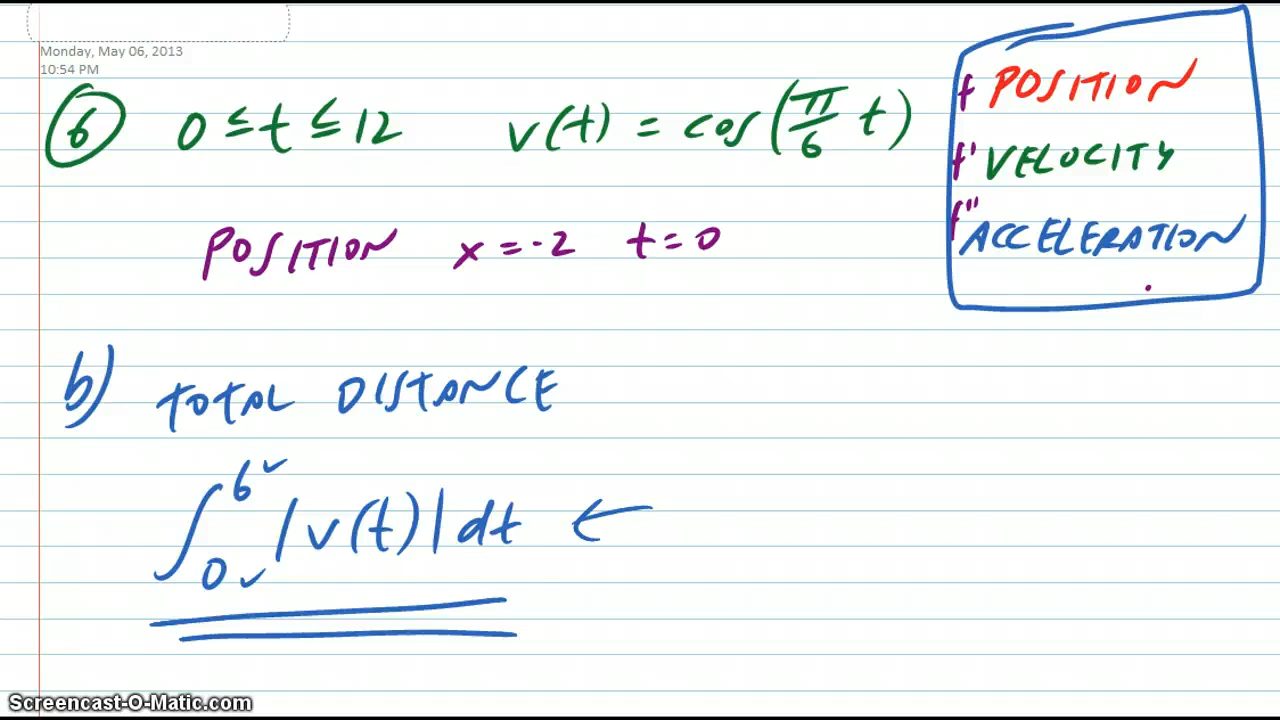 Monday, May 06, 2013
10:54 PM
6 0 ≤ t ≤ 12 v(t) = cos(π/6 t)
POSITION x = -2 t = 0
f POSITION
f' VELOCITY
f" ACCELERATION
b) TOTAL DISTANCE
∫₀⁶ |v(t)| dt ←
Screencast-O-Matic.com